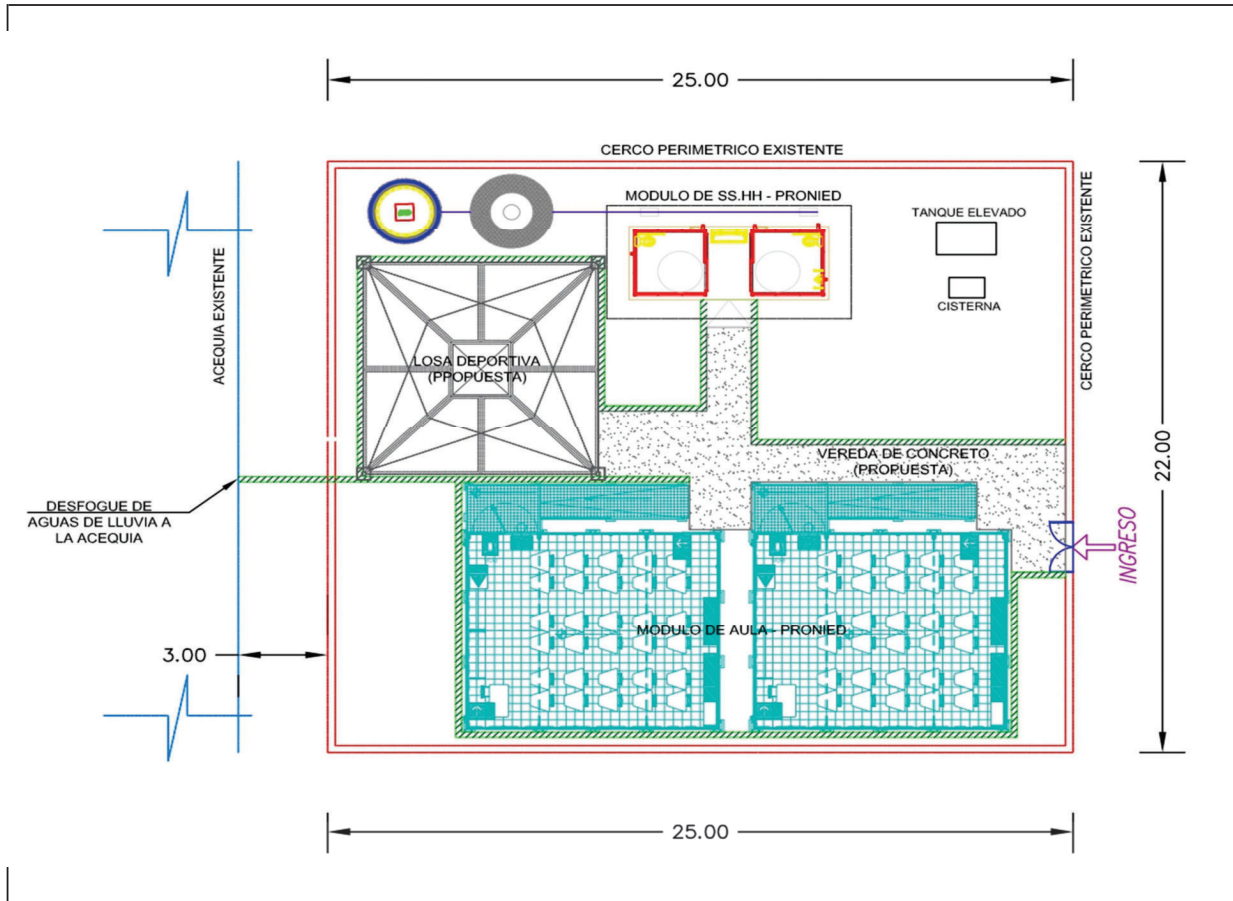 25.00
CERCO PERIMETRICO EXISTENTE
MODULO DE SS.HH - PRONIED
TANQUE ELEVADO
CISTERNA
CERCO PERIMETRICO EXISTENTE
ACEQUIA EXISTENTE
LOSA DEPORTIVA
(PPOPUESTA)
VEREDA DE CONCRETO
(PROPUESTA)
22.00
DESFOGUE DE
AGUAS DE LLUVIA A
LA ACEQUIA
INGRESO
MODULO DE AULA - PRONIED
3.00
25.00